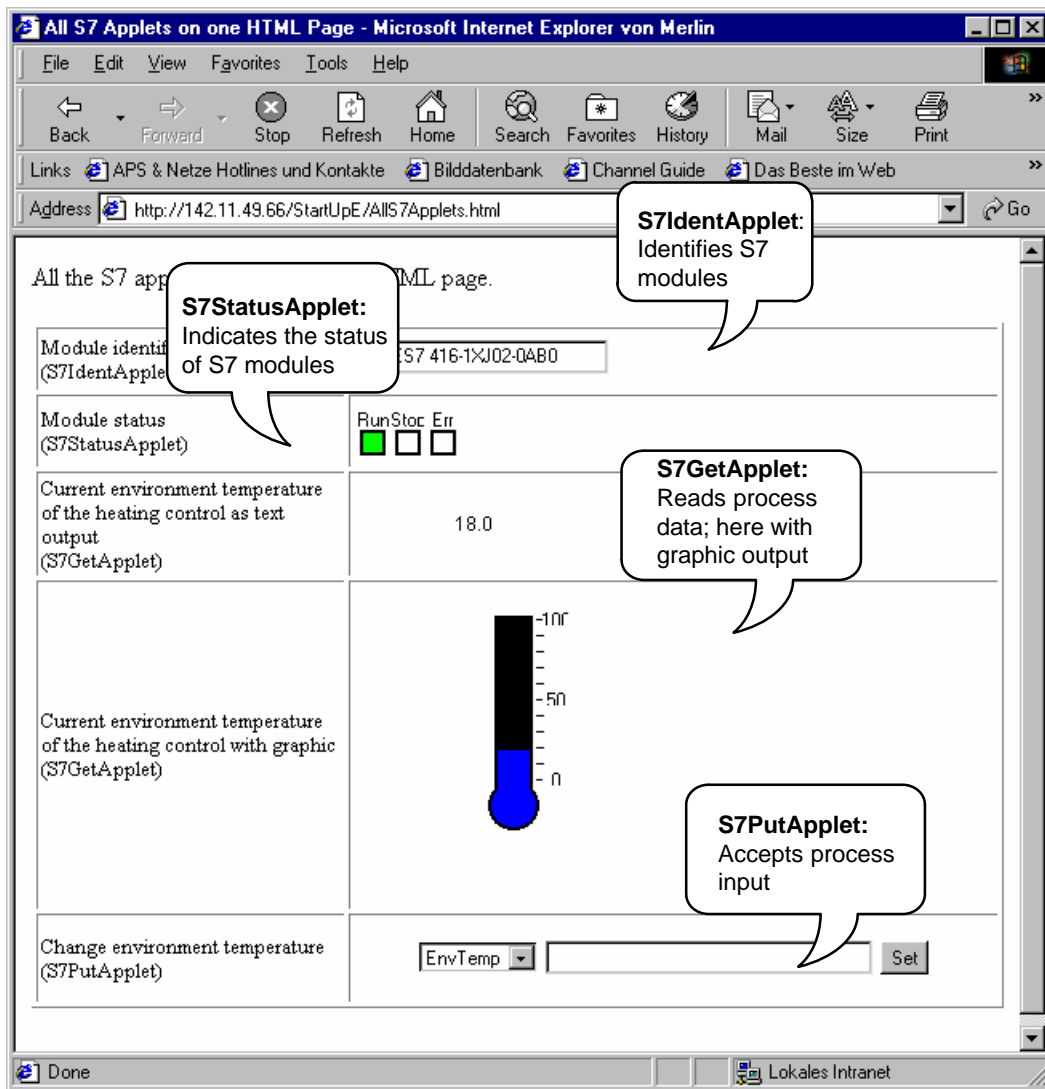 All S7 Applets on one HTML Page - Microsoft Internet Explorer von Merlin
File Edit View Favorites Tools Help
Back Forward Stop Refresh Home Search Favorites History Mail Size Print »
Links APS & Netze Hotlines und Kontakte Bilddatenbank Channel Guide Das Beste im Web »
Address http://142.11.49.66/StartUpE/AllS7Applets.html Go
S7IdentApplet:
Identifies S7
modules
All the S7 page.
S7StatusApplet:
Indicates the status
of S7 modules
Module
416-1XJ02-0AB0
Module status
(S7StatusApplet)
Run Err
S7GetApplet:
Reads process
data; here with
graphic output
Current environment temperature
of the heating control as text
output
(S7GetApplet)
18.0
Current environment temperature
of the heating control with graphic
(S7GetApplet)
-100
-50
- 0
S7PutApplet:
Accepts process
input
Change environment temperature
(S7PutApplet)
EnvTemp Set
Done Lokales Intranet